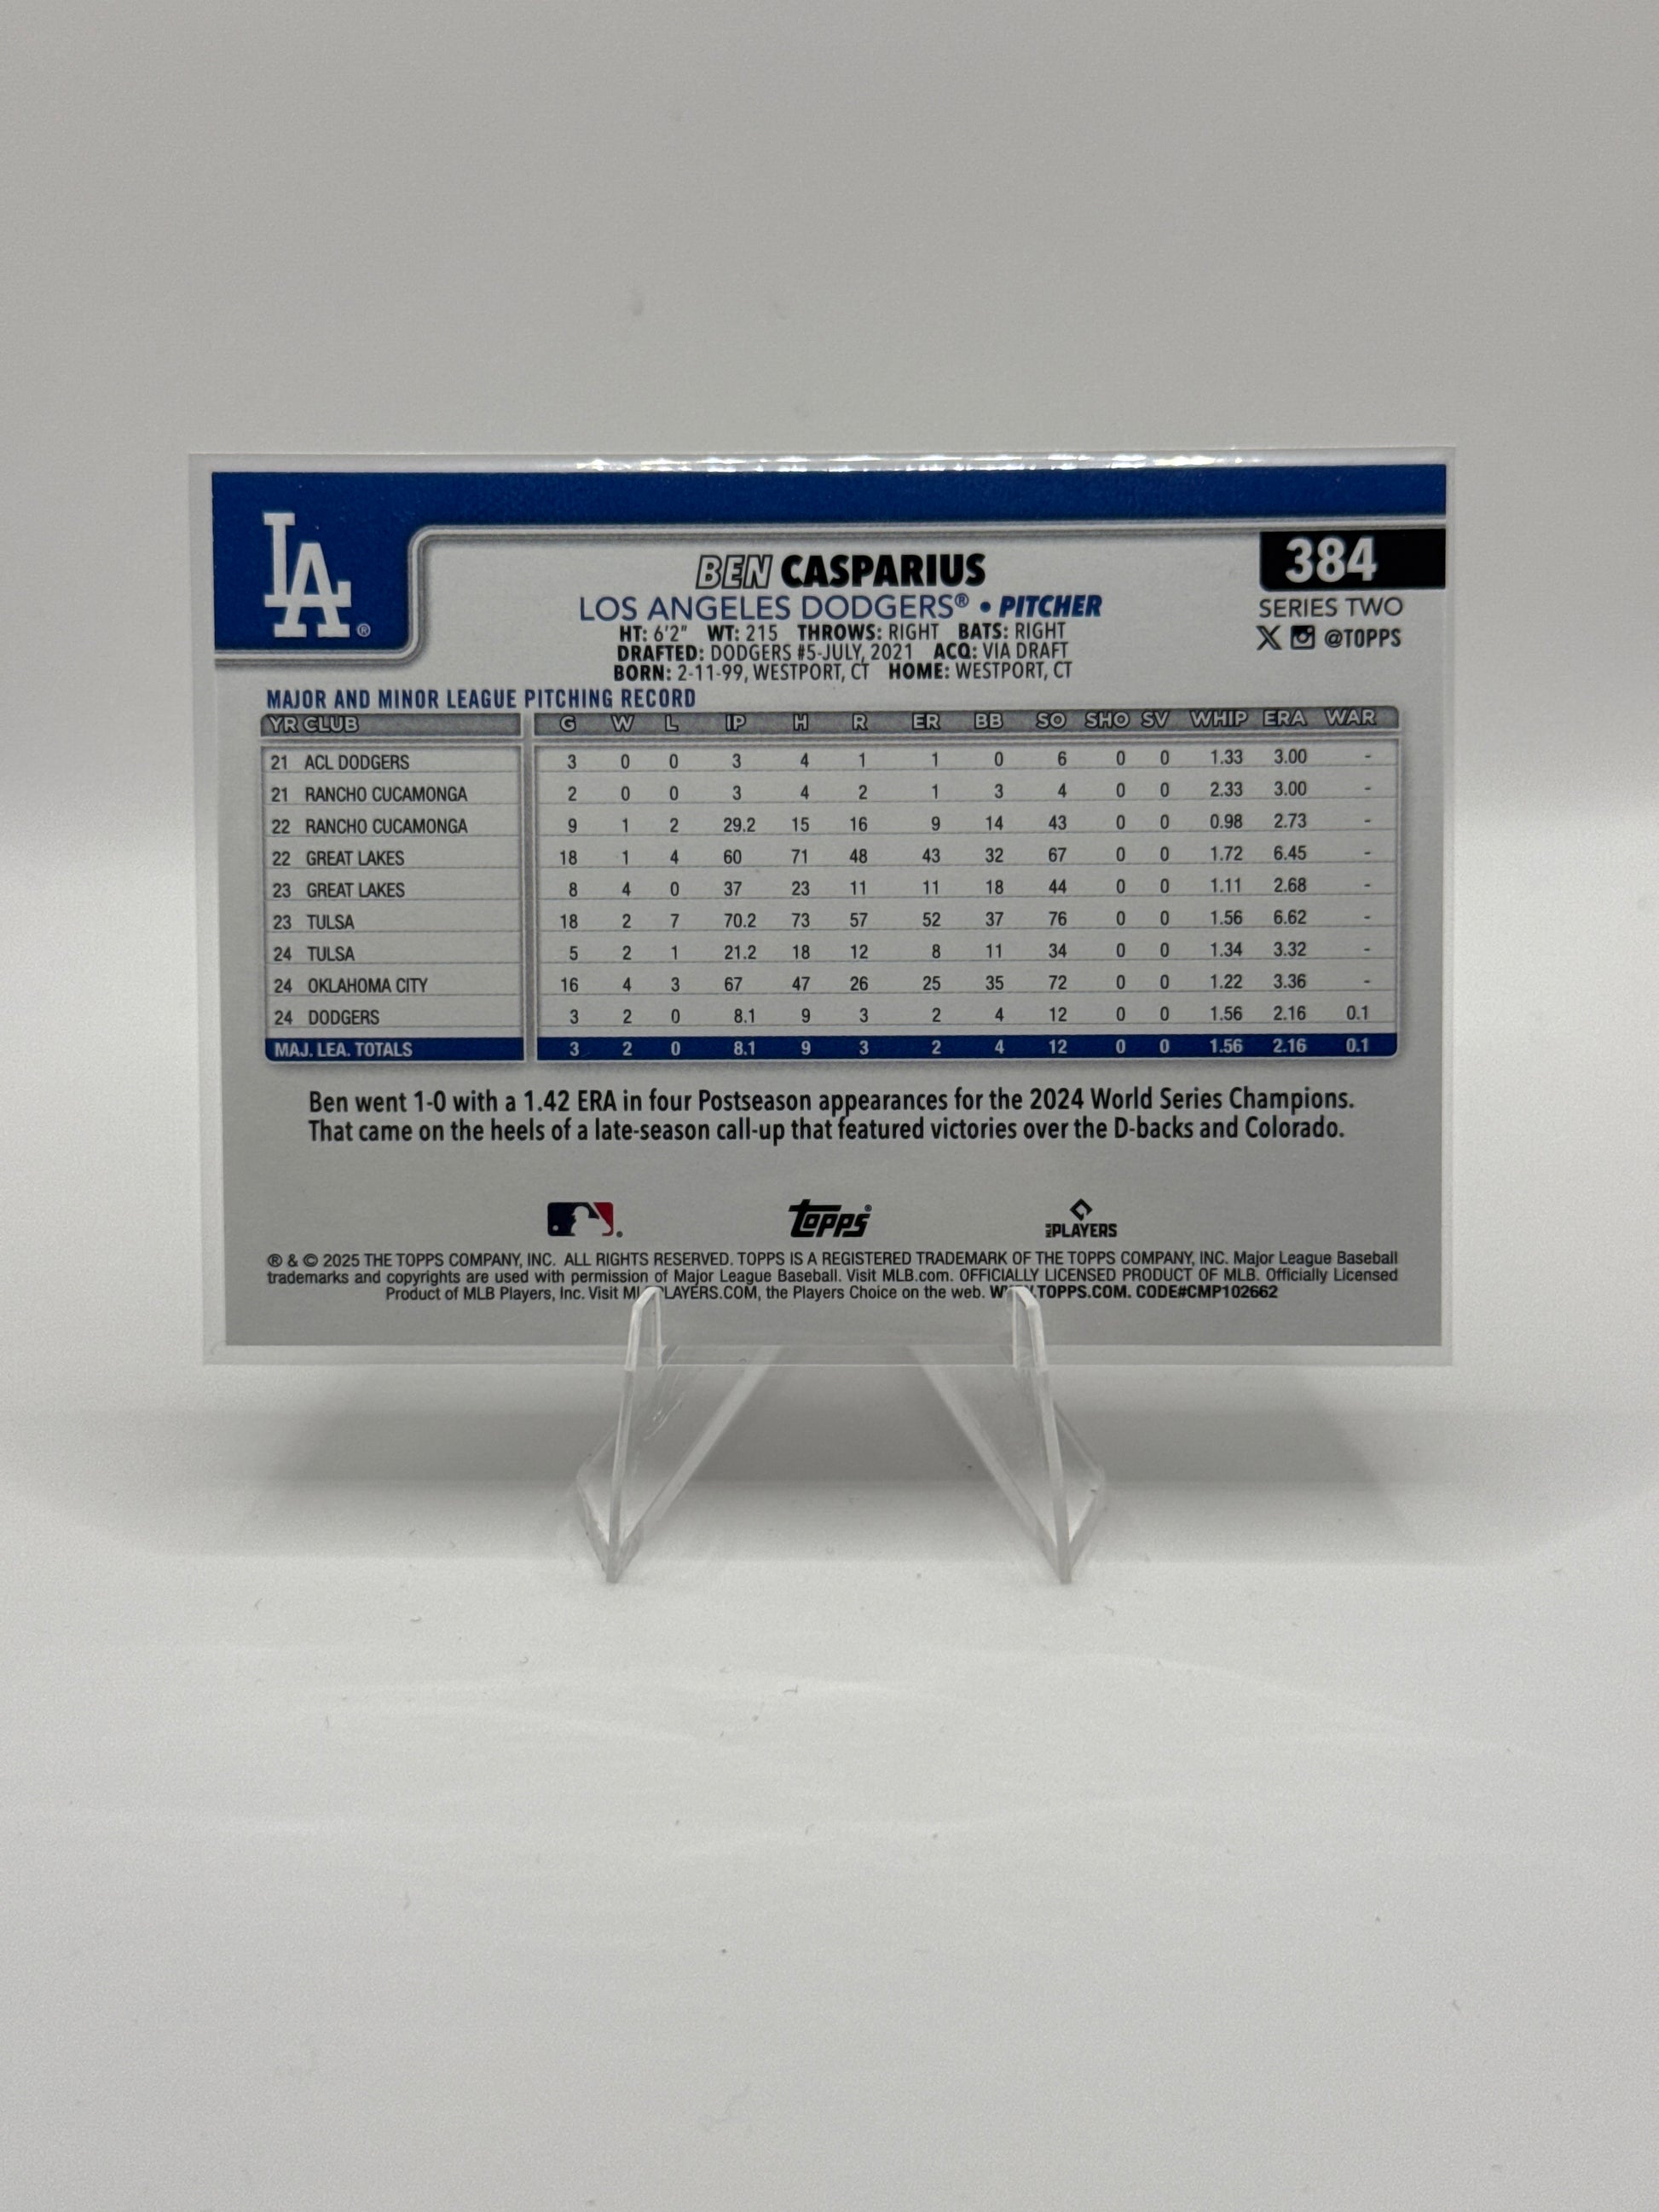 LA ®
384
BEN CASPARIUS
SERIES TWO
LOS ANGELES DODGERS® • PITCHER
X @TOPPS
HT: 6'2" WT: 215 THROWS: RIGHT BATS: RIGHT
DRAFTED: DODGERS #5-JULY, 2021 ACQ: VIA DRAFT
BORN: 2-11-99, WESTPORT, CT HOME: WESTPORT, CT
MAJOR AND MINOR LEAGUE PITCHING RECORD
YR CLUB G W L IP H R ER BB SO SHO SV WHIP ERA WAR
21 ACL DODGERS 3 0 0 3 4 1 1 0 6 0 0 1.33 3.00 -
21 RANCHO CUCAMONGA 2 0 0 3 4 2 1 3 4 0 0 2.33 3.00 -
22 RANCHO CUCAMONGA 9 1 2 29.2 15 16 9 14 43 0 0 0.98 2.73 -
22 GREAT LAKES 18 1 4 60 71 48 43 32 67 0 0 1.72 6.45 -
23 GREAT LAKES 8 4 0 37 23 11 11 18 44 0 0 1.11 2.68 -
23 TULSA 18 2 7 70.2 73 57 52 37 76 0 0 1.56 6.62 -
24 TULSA 5 2 1 21.2 18 12 8 11 34 0 0 1.34 3.32 -
24 OKLAHOMA CITY 16 4 3 67 47 26 25 35 72 0 0 1.22 3.36 -
24 DODGERS 3 2 0 8.1 9 3 2 4 12 0 0 1.56 2.16 0.1
MAJ. LEA. TOTALS 3 2 0 8.1 9 3 2 4 12 0 0 1.56 2.16 0.1
Ben went 1-0 with a 1.42 ERA in four Postseason appearances for the 2024 World Series Champions.
That came on the heels of a late-season call-up that featured victories over the D-backs and Colorado.
topps®
PLAYERS
® & © 2025 THE TOPPS COMPANY, INC. ALL RIGHTS RESERVED. TOPPS IS A REGISTERED TRADEMARK OF THE TOPPS COMPANY, INC. Major League Baseball
trademarks and copyrights are used with permission of Major League Baseball. Visit MLB.com. OFFICIALLY LICENSED PRODUCT OF MLB. Officially Licensed
Product of MLB Players, Inc. Visit the Players Choice on the web. CODE#CMP102662